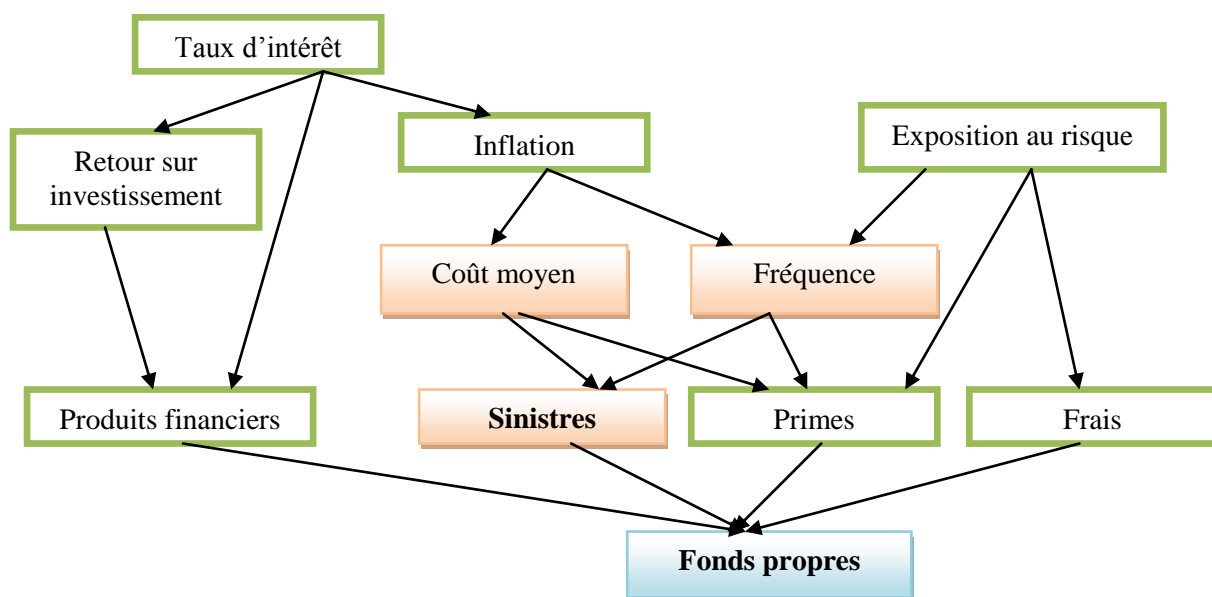 Taux d’intérêt
Retour sur
investissement
Inflation
Exposition au risque
Coût moyen
Fréquence
Produits financiers
Sinistres
Primes
Frais
Fonds propres